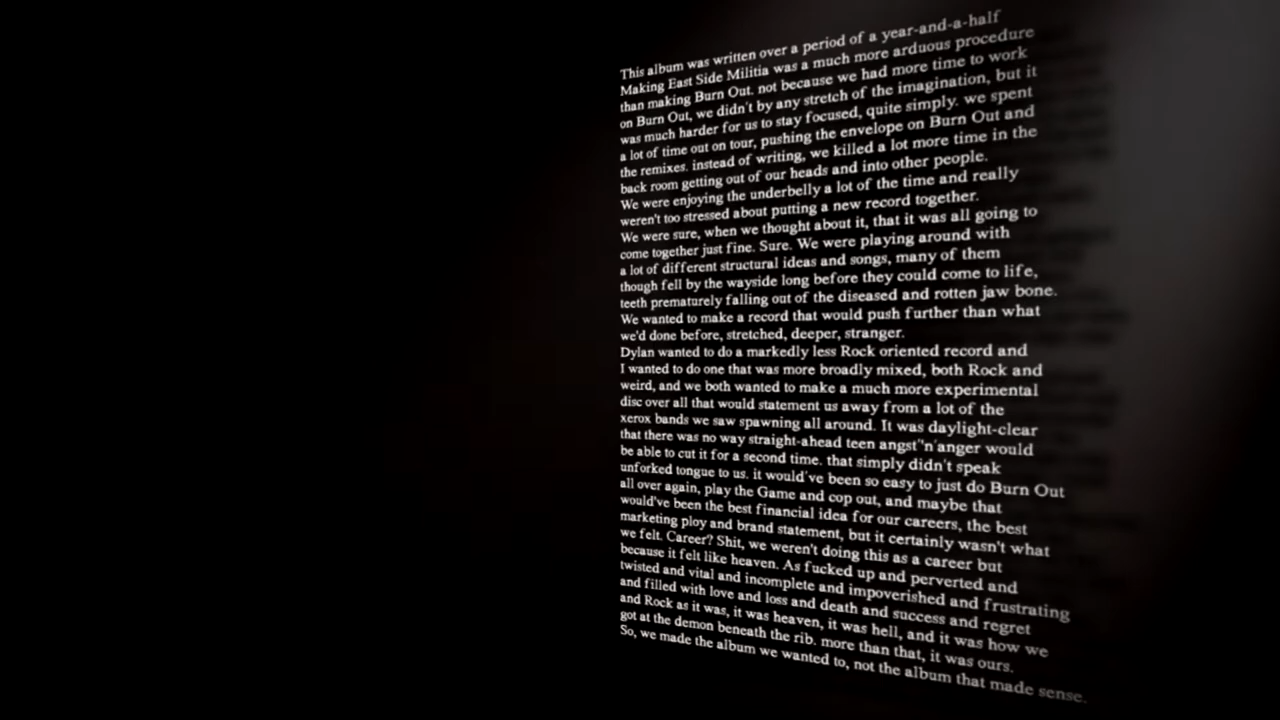 This album was written over a period of a year-and-a-half
Making East Side Militia was a much more arduous procedure
than making Burn Out. not because we had more time to work
on Burn Out, we didn't by any stretch of the imagination, but it
was much harder for us to stay focused, quite simply. we spent
a lot of time out on tour, pushing the envelope on Burn Out and
the remixes. instead of writing, we killed a lot more time in the
back room getting out of our heads and into other people.
We were enjoying the underbelly a lot of the time and really
weren't too stressed about putting a new record together.
We were sure, when we thought about it, that it was all going to
come together just fine. Sure. We were playing around with
a lot of different structural ideas and songs, many of them
though fell by the wayside long before they could come to life,
teeth prematurely falling out of the diseased and rotten jaw bone.
We wanted to make a record that would push further than what
we'd done before, stretched, deeper, stranger.
Dylan wanted to do a markedly less Rock oriented record and
I wanted to do one that was more broadly mixed, both Rock and
weird, and we both wanted to make a much more experimental
disc over all that would statement us away from a lot of the
xerox bands we saw spawning all around. It was daylight-clear
that there was no way straight-ahead teen angst"n'anger would
be able to cut it for a second time. that simply didn't speak
unforked tongue to us. it would've been so easy to just do Burn Out
all over again, play the Game and cop out, and maybe that
would've been the best financial idea for our careers, the best
marketing ploy and brand statement, but it certainly wasn't what
we felt. Career? Shit, we weren't doing this as a career but
because it felt like heaven. As fucked up and perverted and
twisted and vital and incomplete and impoverished and frustrating
and filled with love and loss and death and success and regret
and Rock as it was, it was heaven, it was hell, and it was how we
got at the demon beneath the rib. more than that, it was ours.
So, we made the album we wanted to, not the album that made sense.